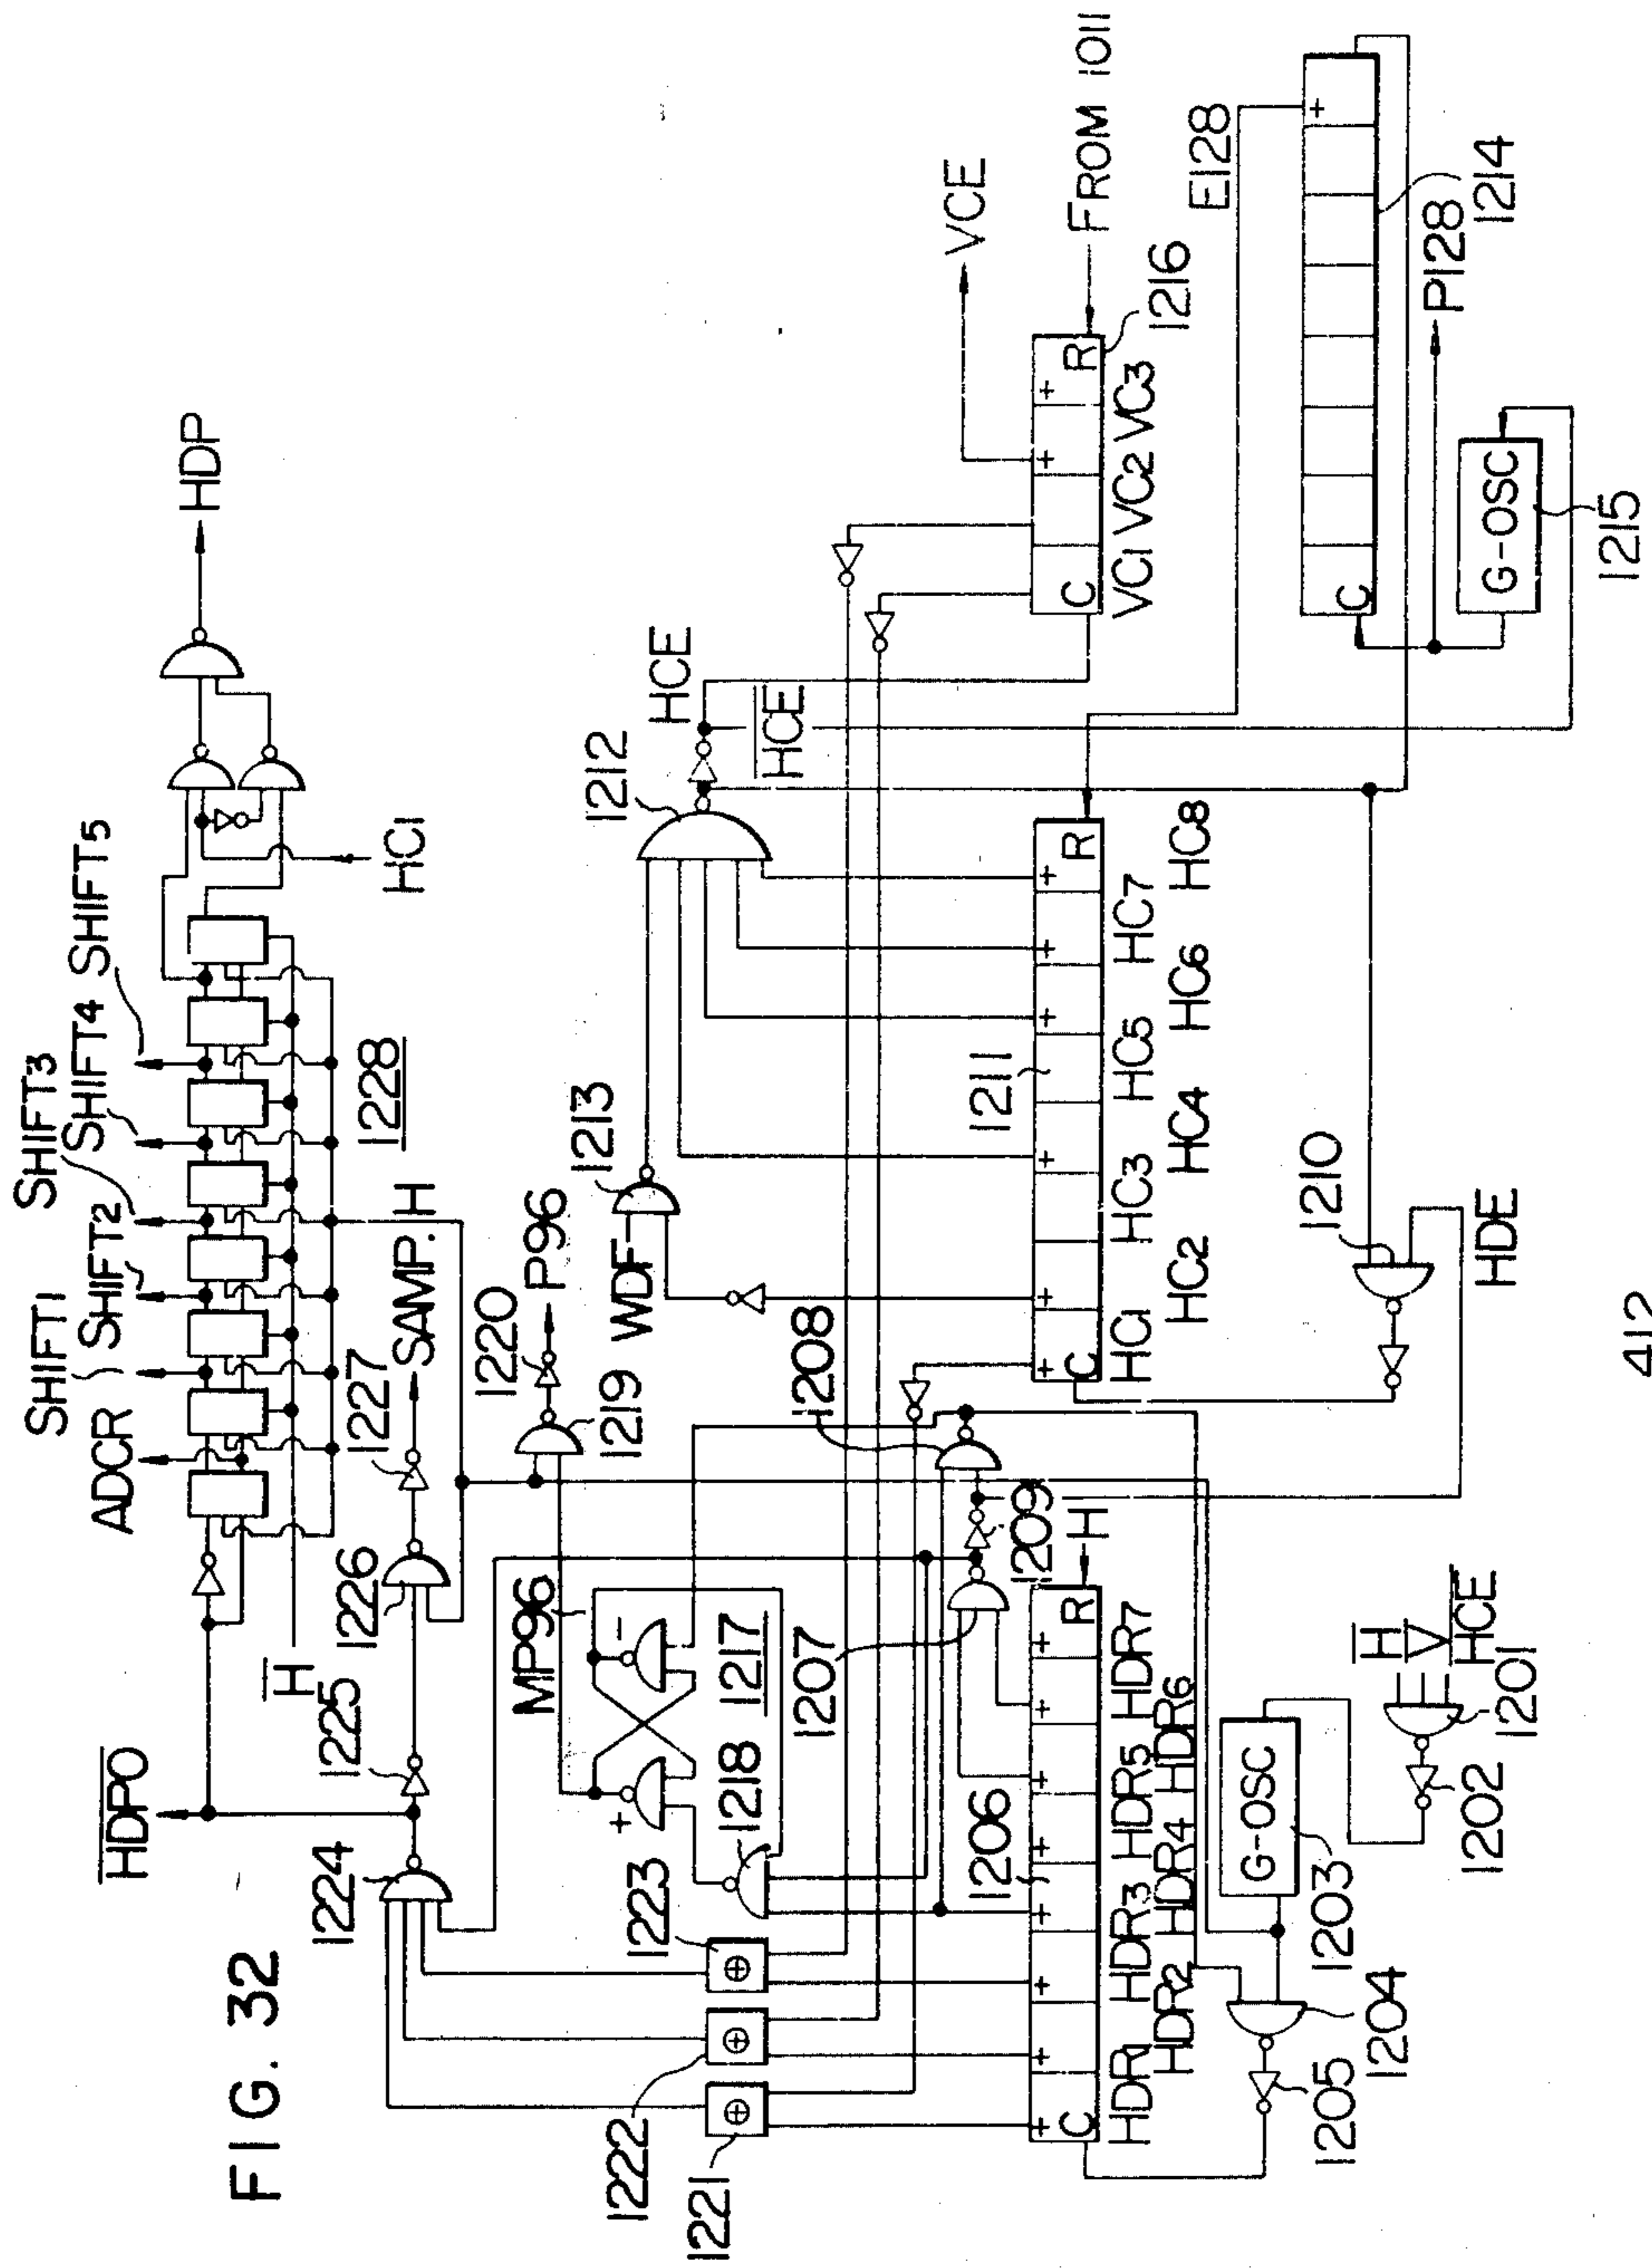 FIG. 32
HDPO
ADCR
SHIFT1
SHIFT2
SHIFT3
SHIFT4
SHIFT5
HDP
HC1
H
1228
1224
1225
1226
1227
SAMP. H
MP96
1220
P96
1219
1217
+
-
1218
1223
1222
1221
⊕
⊕
⊕
1207
1208
1209
H
WDF
1213
1212
HCE
HCE
VCE
FROM 1011
1216
C
R
+
+
VC1
VC2
VC3
E128
1206
C
R
+
+
+
+
+
+
+
HDR1
HDR2
HDR3
HDR4
HDR5
HDR6
HDR7
1211
C
R
+
+
+
+
+
+
HC1
HC2
HC3
HC4
HC5
HC6
HC7
HC8
C
+
1214
P128
G-OSC
1215
1210
HDE
G-OSC
1203
1204
1205
H
V
HCE
1201
1202
412